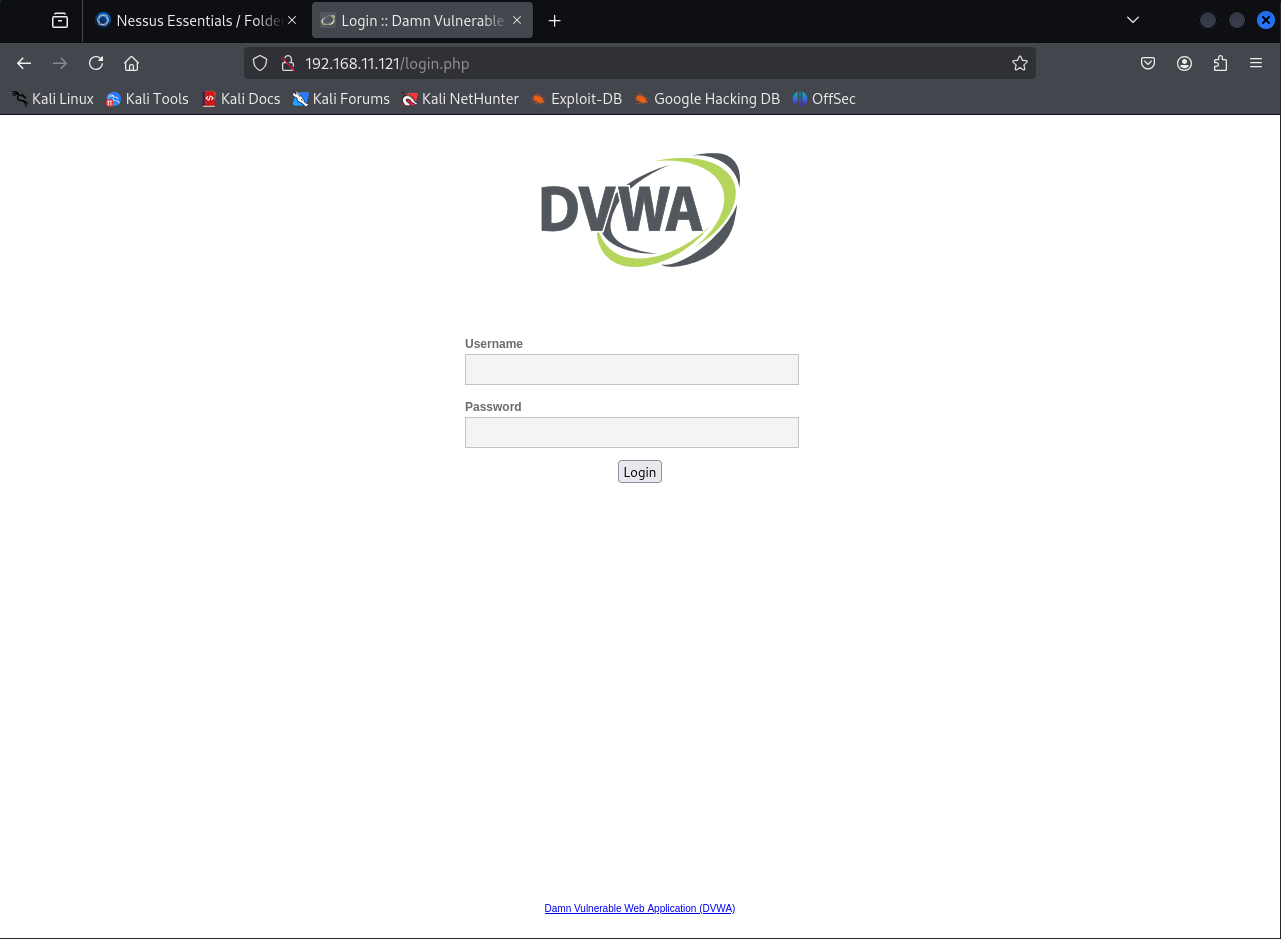 Nessus Essentials / Folde
Login :: Damn Vulnerable
192.168.11.121/login.php
Kali Linux Kali Tools Kali Docs Kali Forums Kali NetHunter Exploit-DB Google Hacking DB OffSec
DVWA
Username
Password
Login
Damn Vulnerable Web Application (DVWA)